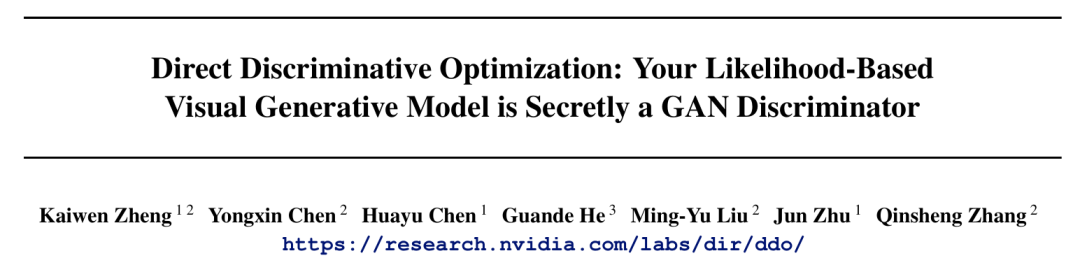 Direct Discriminative Optimization: Your Likelihood-Based
Visual Generative Model is Secretly a GAN Discriminator
Kaiwen Zheng 1 2 Yongxin Chen 2 Huayu Chen 1 Guande He 3 Ming-Yu Liu 2 Jun Zhu 1 Qinsheng Zhang 2
https://research.nvidia.com/labs/dir/ddo/